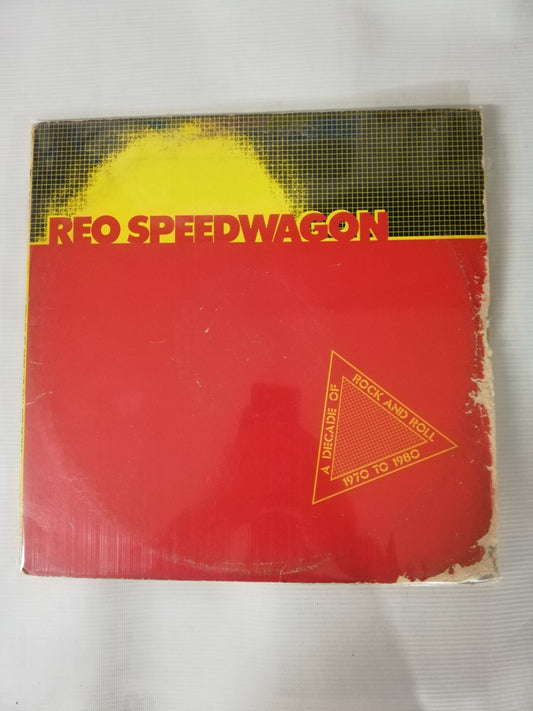 REO SPEEDWAGON
A DECADE OF
ROCK AND ROLL
1970 TO 1980